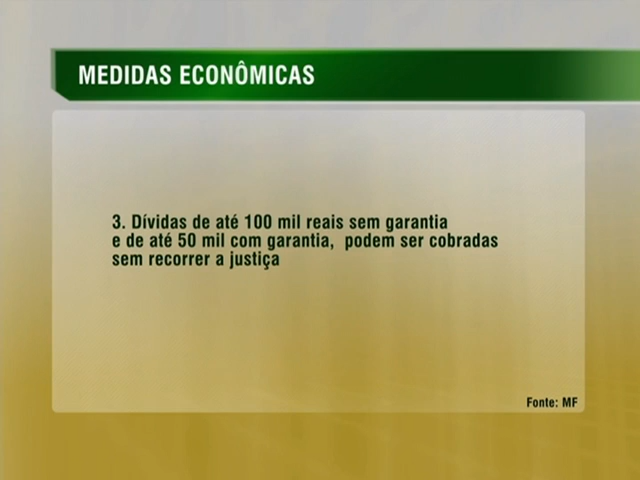 MEDIDAS ECONÔMICAS
3. Dívidas de até 100 mil reais sem garantia
e de até 50 mil com garantia, podem ser cobradas
sem recorrer a justiça
Fonte: MF